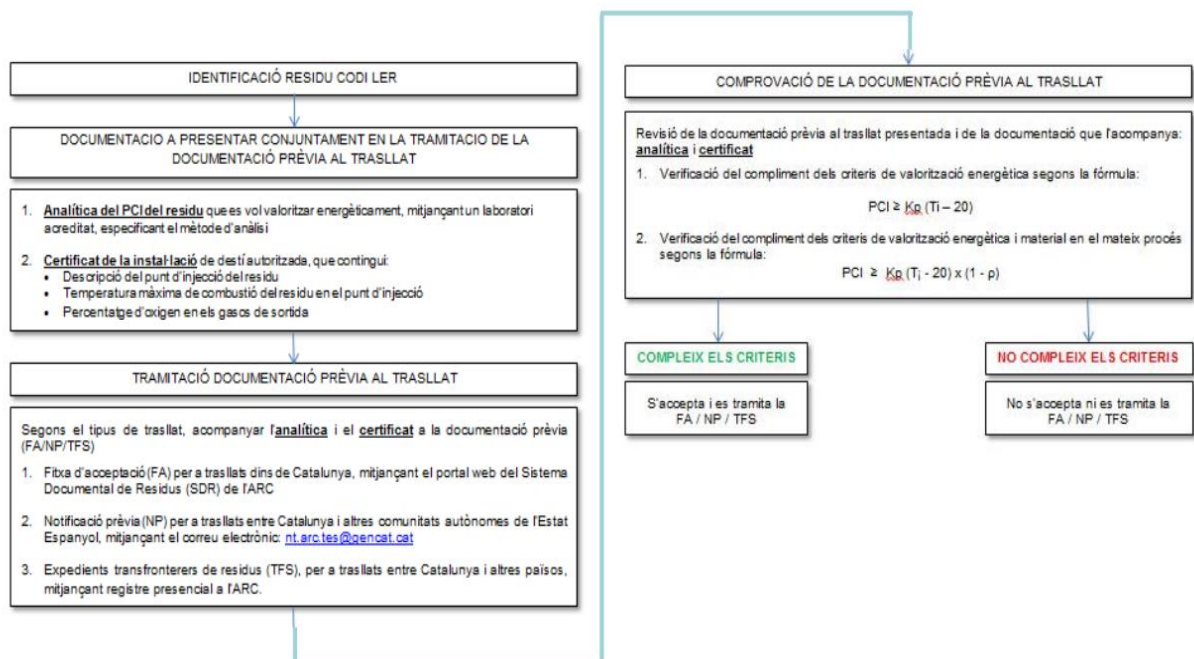 IDENTIFICACIÓ RESIDU CODI LER
DOCUMENTACIO A PRESENTAR CONJUNTAMENT EN LA TRAMITACIO DE LA
DOCUMENTACIÓ PRÈVIA AL TRASLLAT
1. Analítica del PCI del residu que es vol valoritzar energèticament, mitjançant un laboratori
acreditat, especificant el mètode d'anàlisi
2. Certificat de la instal·lació de destí autoritzada, que contingui:
• Descripció del punt d'injecció del residu
• Temperatura màxima de combustió del residu en el punt d'injecció
• Percentatge d'oxigen en els gasos de sortida
TRAMITACIÓ DOCUMENTACIÓ PRÈVIA AL TRASLLAT
Segons el tipus de trasllat, acompanyar l'analítica i el certificat a la documentació prèvia
(FA/NP/TFS)
1. Fitxa d'acceptació (FA) per a trasllats dins de Catalunya, mitjançant el portal web del Sistema
Documental de Residus (SDR) de l'ARC
2. Notificació prèvia (NP) per a trasllats entre Catalunya i altres comunitats autònomes de l'Estat
Espanyol, mitjançant el correu electrònic: nt.arc.tes@gencat.cat
3. Expedients transfronterers de residus (TFS), per a trasllats entre Catalunya i altres països,
mitjançant registre presencial a l'ARC.
COMPROVACIÓ DE LA DOCUMENTACIÓ PRÈVIA AL TRASLLAT
Revisió de la documentació prèvia al trasllat presentada i de la documentació que l'acompanya:
analítica i certificat
1. Verificació del compliment dels criteris de valorització energètica segons la fórmula:
PCI ≥ Kp (Ti – 20)
2. Verificació del compliment dels criteris de valorització energètica i material en el mateix procés
segons la fórmula:
PCI ≥ Kp (Ti - 20) x (1 - ρ)
COMPLEIX ELS CRITERIS
S'accepta i es tramita la
FA / NP / TFS
NO COMPLEIX ELS CRITERIS
No s'accepta ni es tramita la
FA / NP / TFS